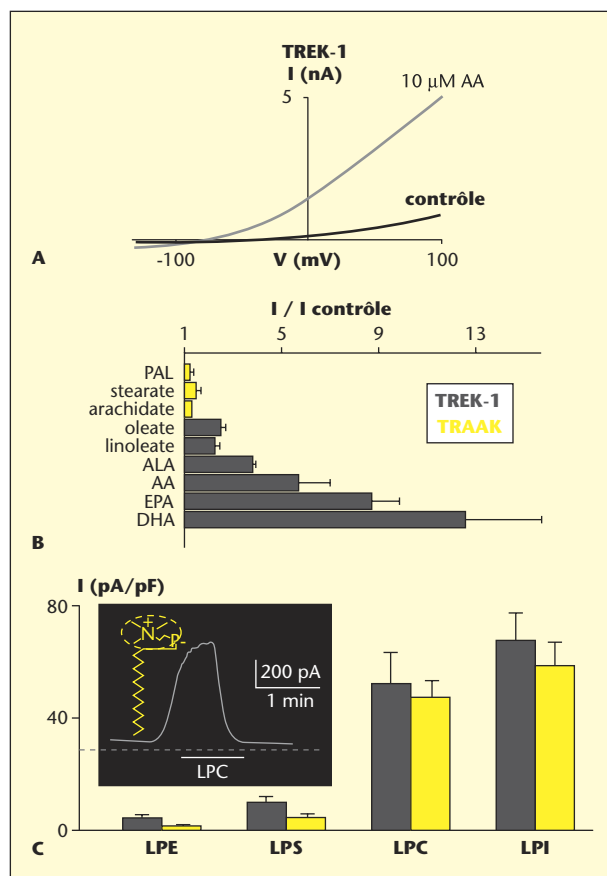 TREK-1
I (nA)
5
10 µM AA
contrôle
-100
V (mV)
100
A
I / I contrôle
1 5 9 13
PAL
stearate
arachidate
oleate
linoleate
ALA
AA
EPA
DHA
TREK-1
TRAAK
B
I (pA/pF)
80
40
0
+
N
P-
200 pA
1 min
LPC
C
LPE LPS LPC LPI